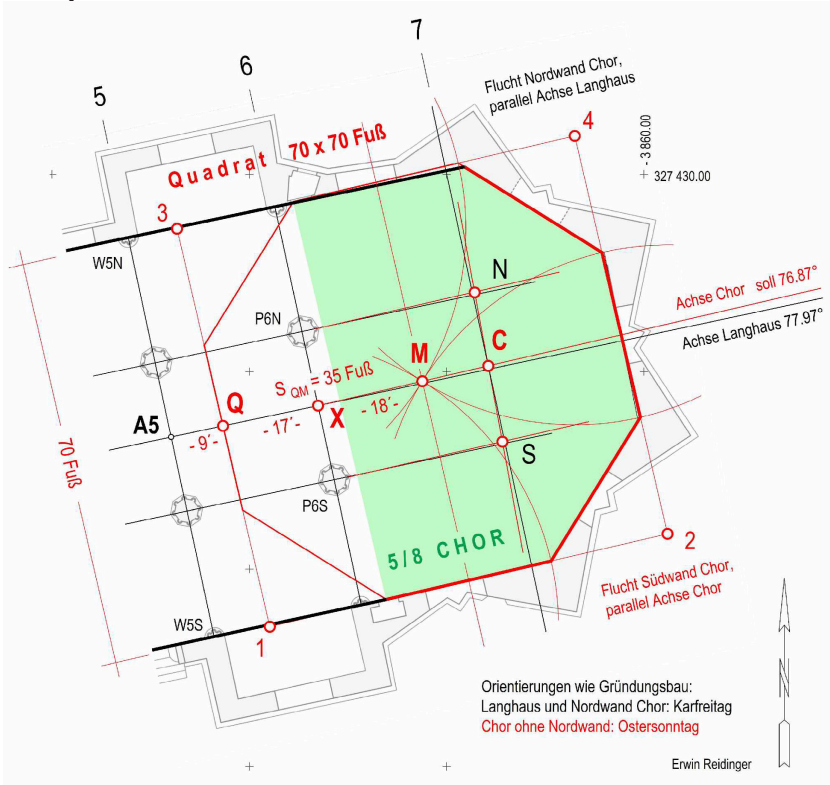 7
6
5
Flucht Nordwand Chor,
parallel Achse Langhaus
4
- 3 860.00
327 430.00
Quadrat 70 x 70 Fuß
3
W5N
N
Achse Chor soll 76.87°
Achse Langhaus 77.97°
P6N
M
C
S QM = 35 Fuß
Q
X
A5
- 9´-
- 17´-
- 18´-
S
70 Fuß
P6S
5/8 CHOR
2
Flucht Südwand Chor,
parallel Achse Chor
W5S
1
N
Orientierungen wie Gründungsbau:
Langhaus und Nordwand Chor: Karfreitag
Chor ohne Nordwand: Ostersonntag
Erwin Reidinger